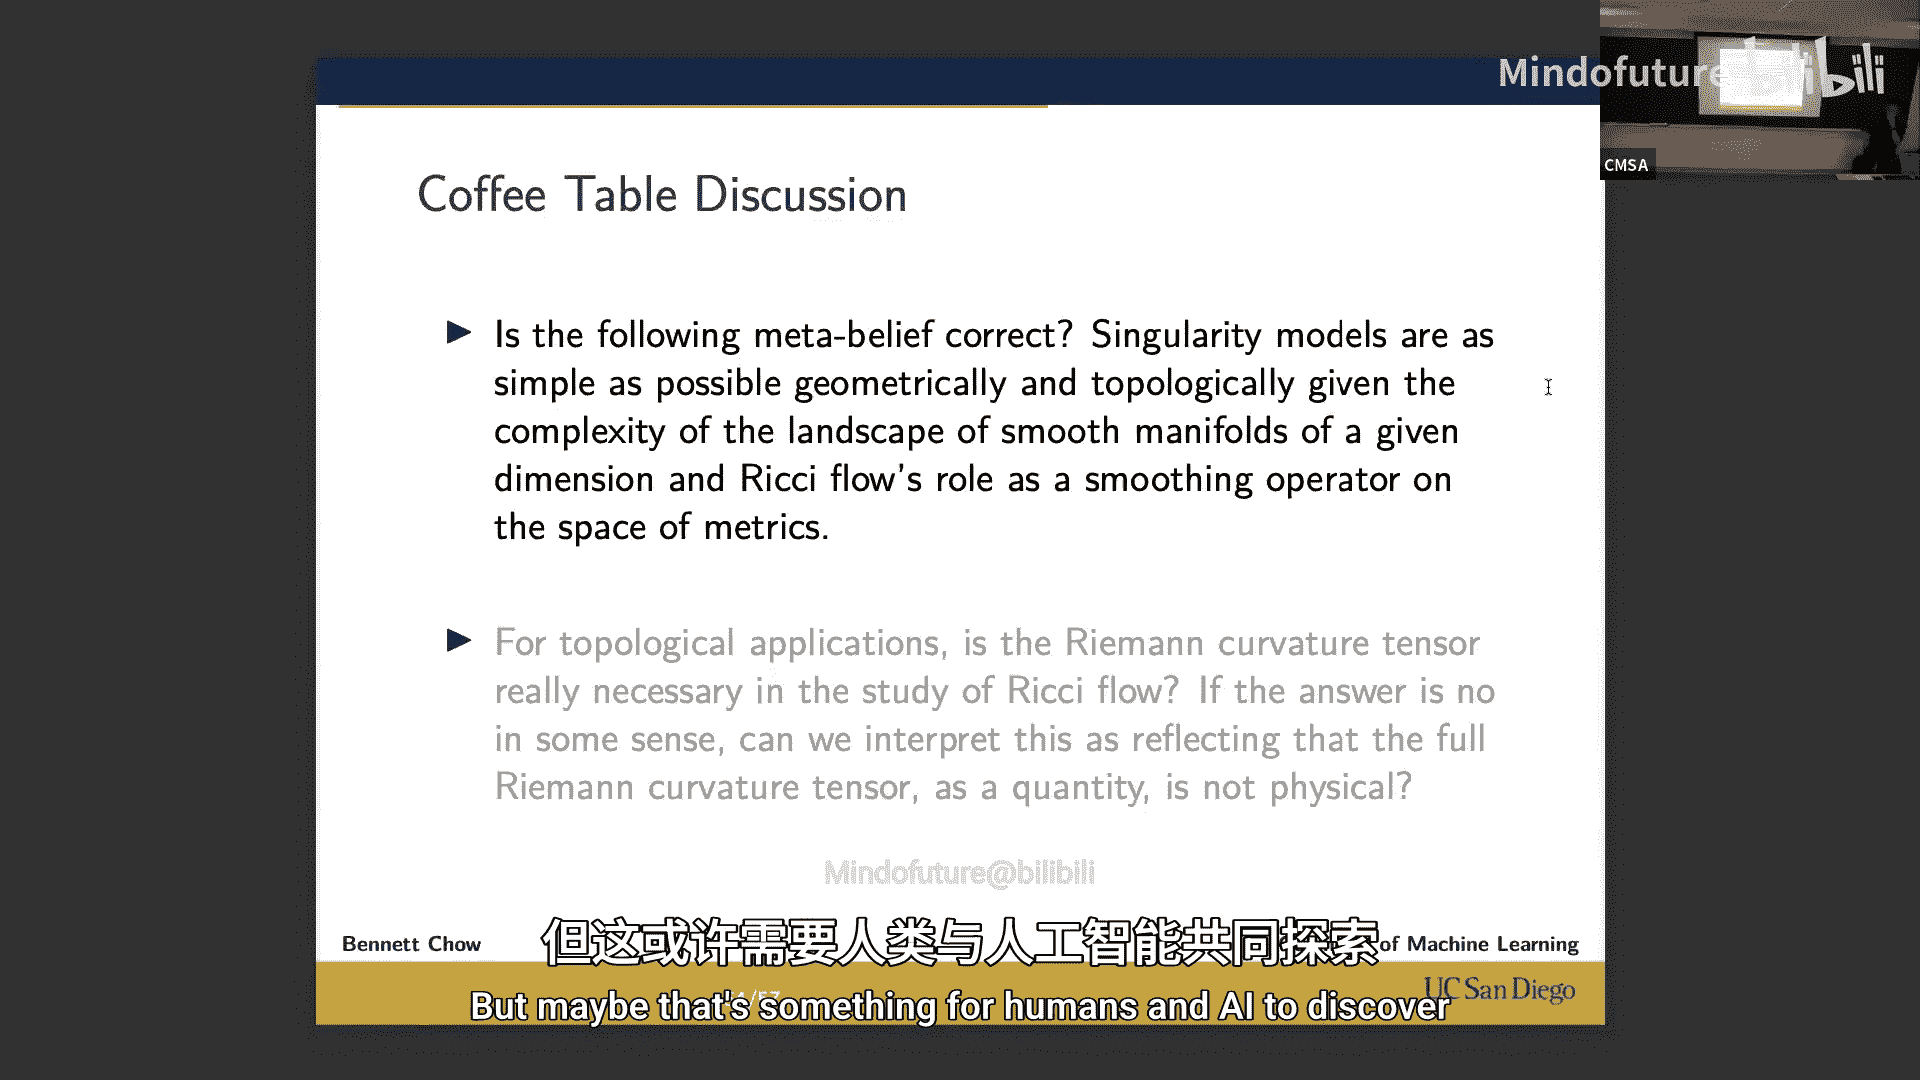 Mindofuture
bilibili
CMSA
Coffee Table Discussion
Is the following meta-belief correct? Singularity models are as
simple as possible geometrically and topologically given the
complexity of the landscape of smooth manifolds of a given
dimension and Ricci flow's role as a smoothing operator on
the space of metrics.
For topological applications, is the Riemann curvature tensor
really necessary in the study of Ricci flow? If the answer is no
in some sense, can we interpret this as reflecting that the full
Riemann curvature tensor, as a quantity, is not physical?
Mindofuture@bilibili
Bennett Chow
of Machine Learning
但这或许需要人类与人工智能共同探索
UC San Diego
But maybe that's something for humans and AI to discover